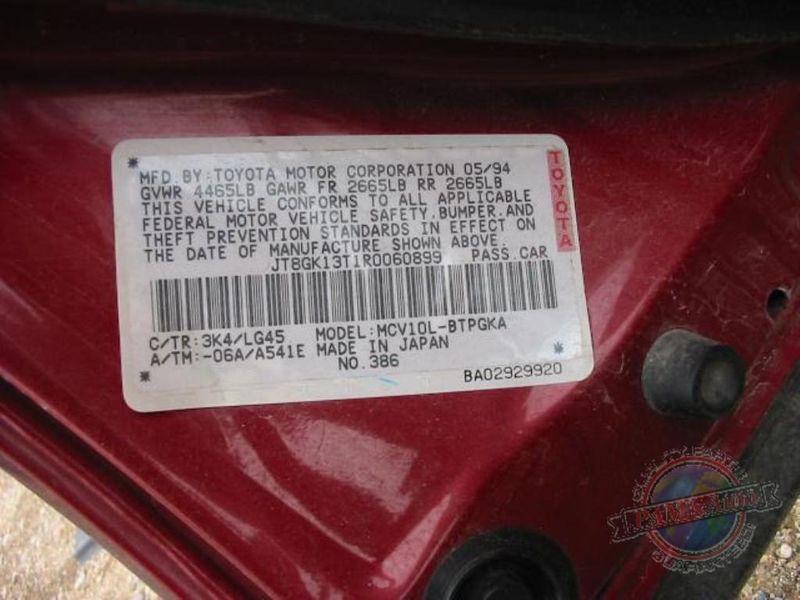 MFD. BY: TOYOTA MOTOR CORPORATION 05/94
GVWR 4465LB GAWR FR 2665LB RR 2665LB
THIS VEHICLE CONFORMS TO ALL APPLICABLE
FEDERAL MOTOR VEHICLE SAFETY, BUMPER, AND
THEFT PREVENTION STANDARDS IN EFFECT ON
THE DATE OF MANUFACTURE SHOWN ABOVE.
JT8GK13T1R0060899 PASS. CAR
TOYOTA
C/TR: 3K4/LG45 MODEL: MCV10L-BTPGKA
A/TM: -06A/A541E MADE IN JAPAN
NO. 386
BA02929920
QUALITY PARTS
GUARANTEED